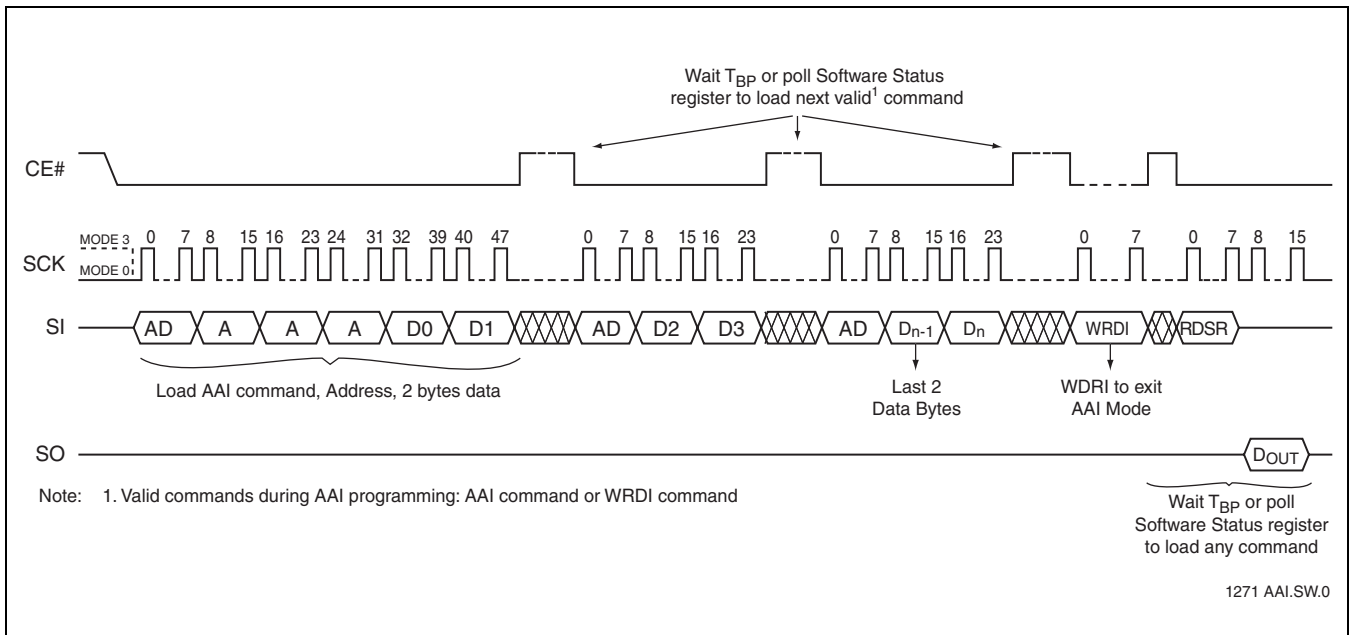 Wait TBP or poll Software Status
register to load next valid1 command
CE#
MODE 3
MODE 0
SCK
0 7 8 15 16 23 24 31 32 39 40 47 0 7 8 15 16 23 0 7 8 15 16 23 0 7 0 7 8 15
SI
AD A A A D0 D1 AD D2 D3 AD Dn-1 Dn WRDI RDSR
Load AAI command, Address, 2 bytes data
Last 2
Data Bytes
WDRI to exit
AAI Mode
SO
DOUT
Note: 1. Valid commands during AAI programming: AAI command or WRDI command
Wait TBP or poll
Software Status register
to load any command
1271 AAI.SW.0